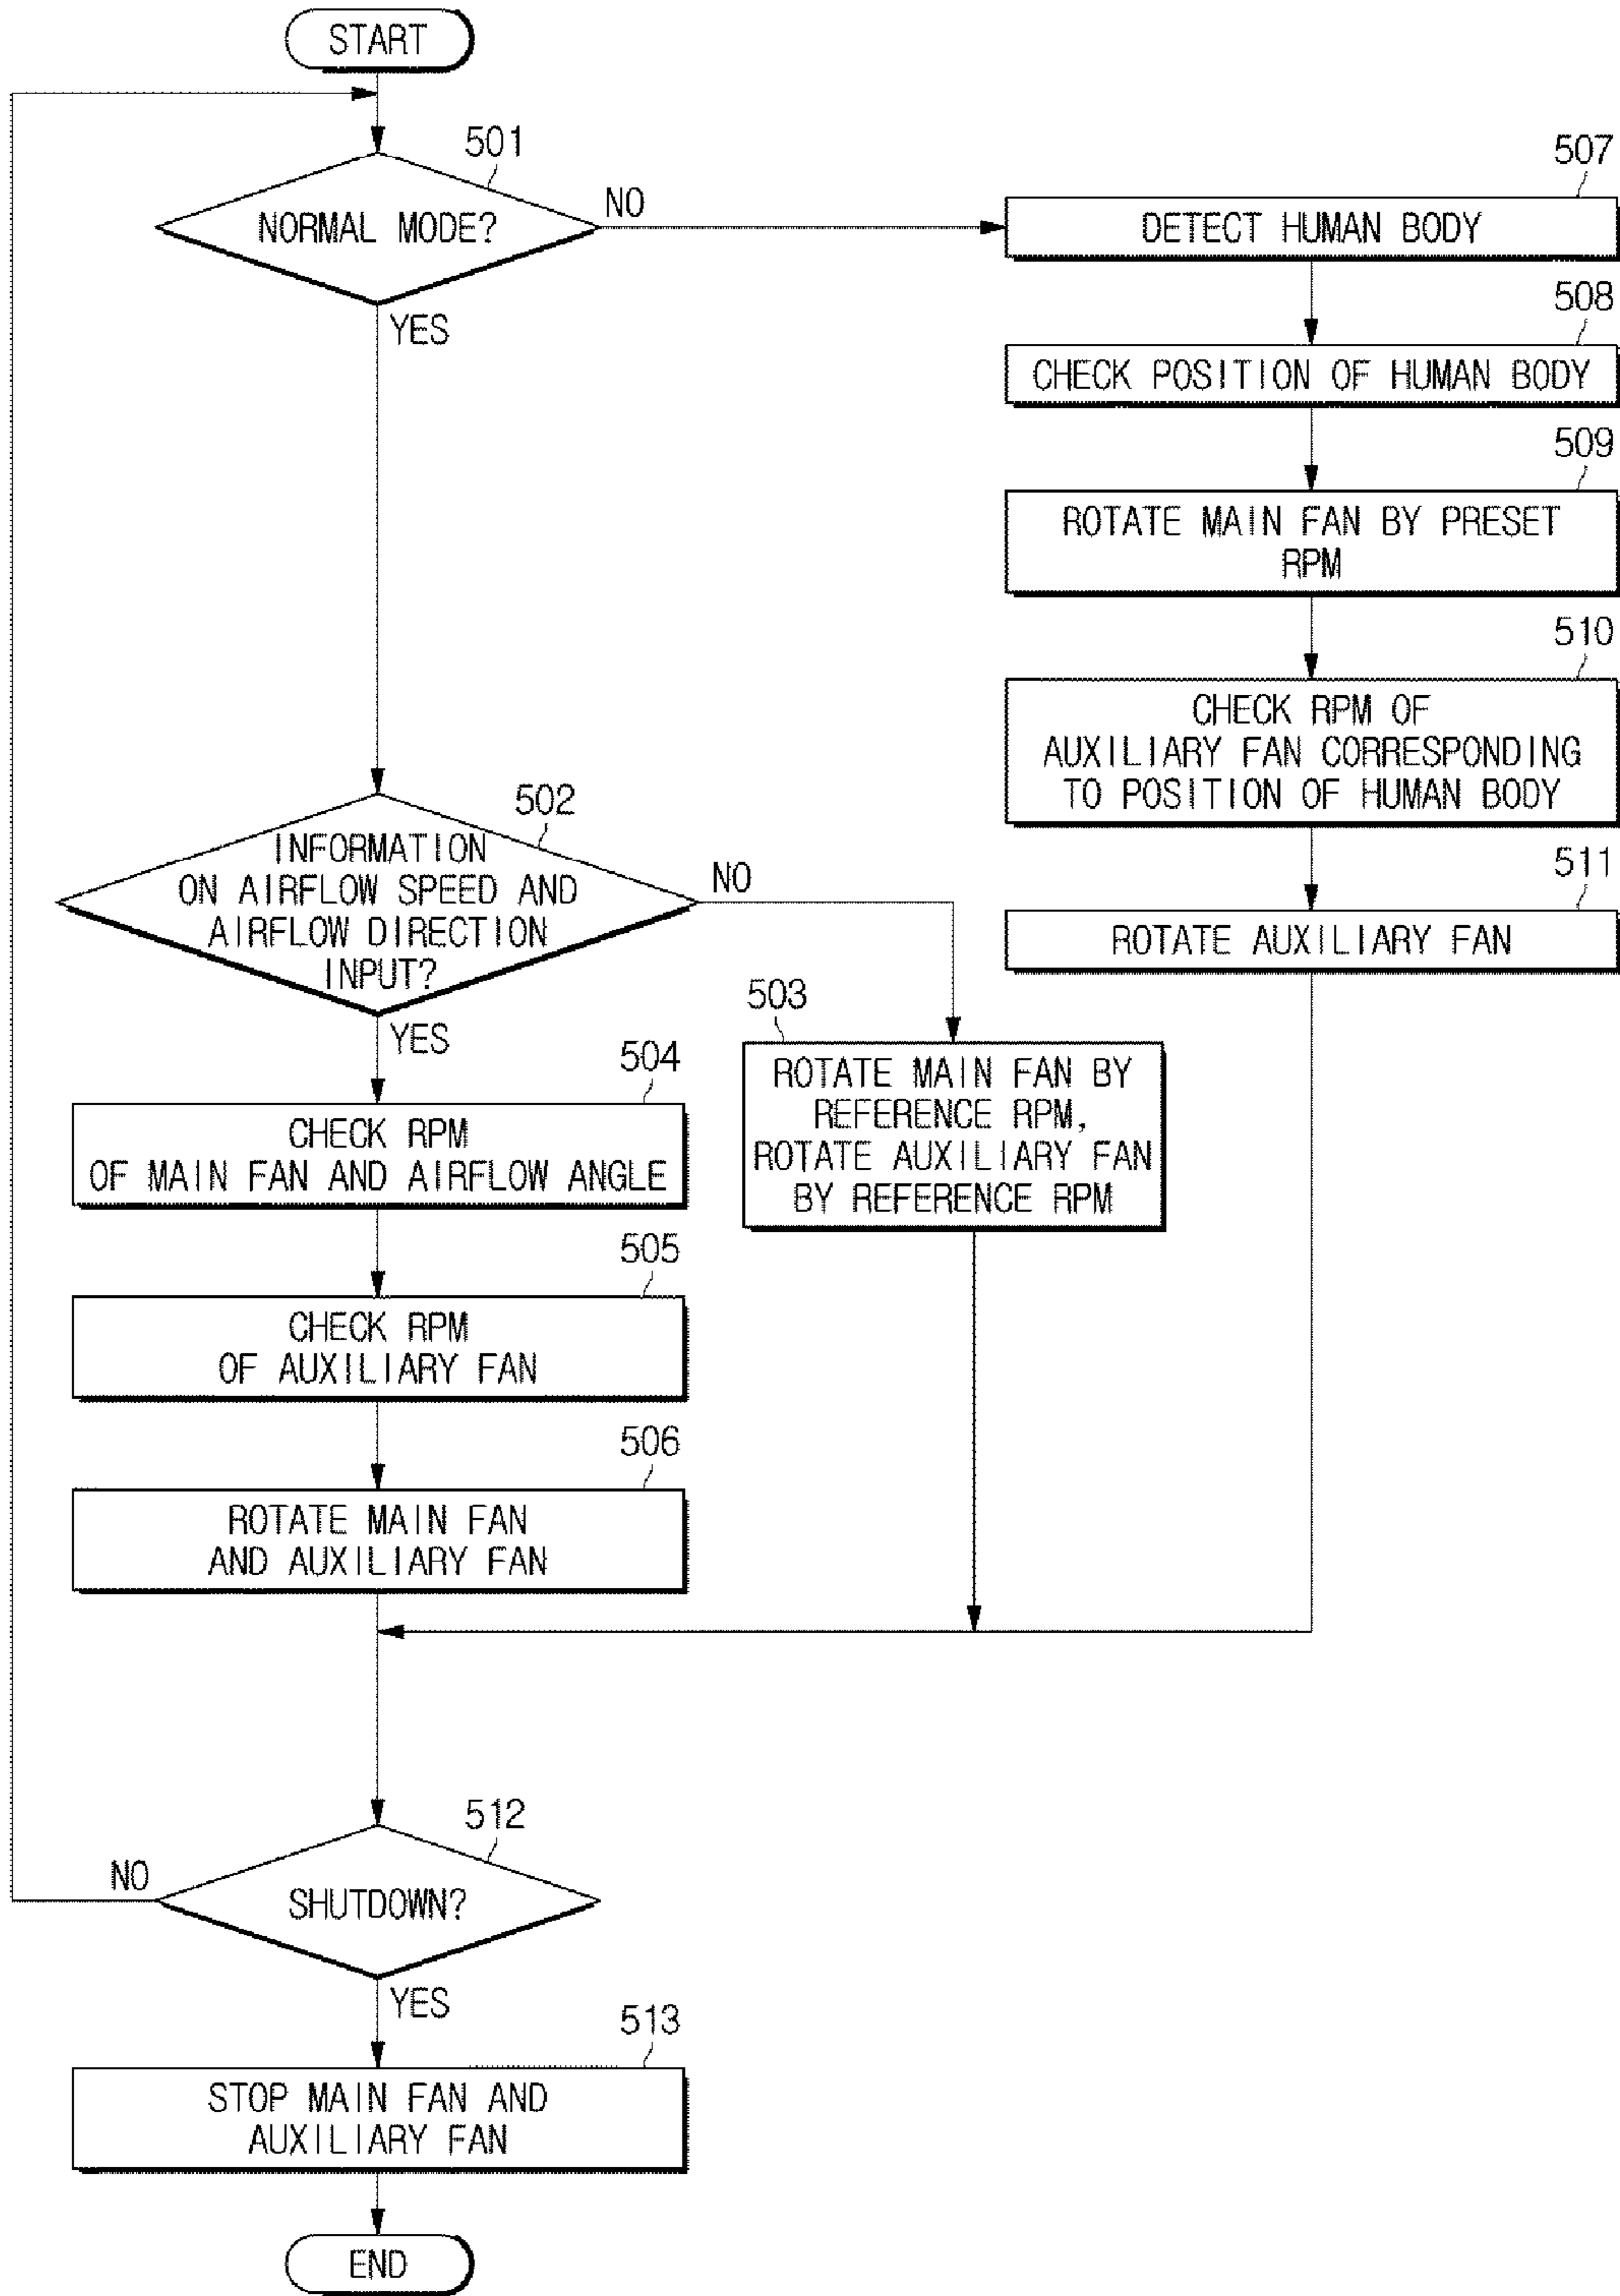 START
501
NORMAL MODE?
NO
YES
507
DETECT HUMAN BODY
508
CHECK POSITION OF HUMAN BODY
509
ROTATE MAIN FAN BY PRESET
RPM
510
CHECK RPM OF
AUXILIARY FAN CORRESPONDING
TO POSITION OF HUMAN BODY
511
ROTATE AUXILIARY FAN
502
INFORMATION
ON AIRFLOW SPEED AND
AIRFLOW DIRECTION
INPUT?
NO
YES
503
ROTATE MAIN FAN BY
REFERENCE RPM,
ROTATE AUXILIARY FAN
BY REFERENCE RPM
504
CHECK RPM
OF MAIN FAN AND AIRFLOW ANGLE
505
CHECK RPM
OF AUXILIARY FAN
506
ROTATE MAIN FAN
AND AUXILIARY FAN
512
SHUTDOWN?
NO
YES
513
STOP MAIN FAN AND
AUXILIARY FAN
END